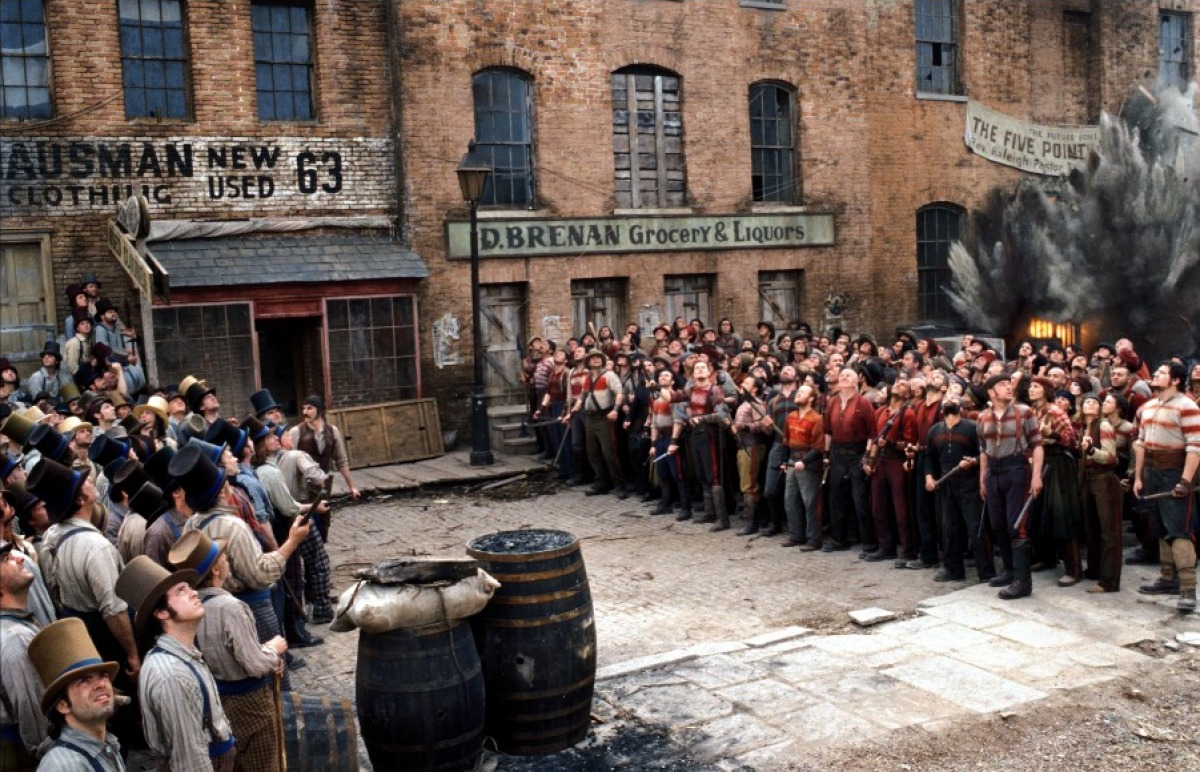 AUSMAN NEW 63
CLOTHING USED
D.BRENAN Grocery & Liquors
THE FIVE POINT